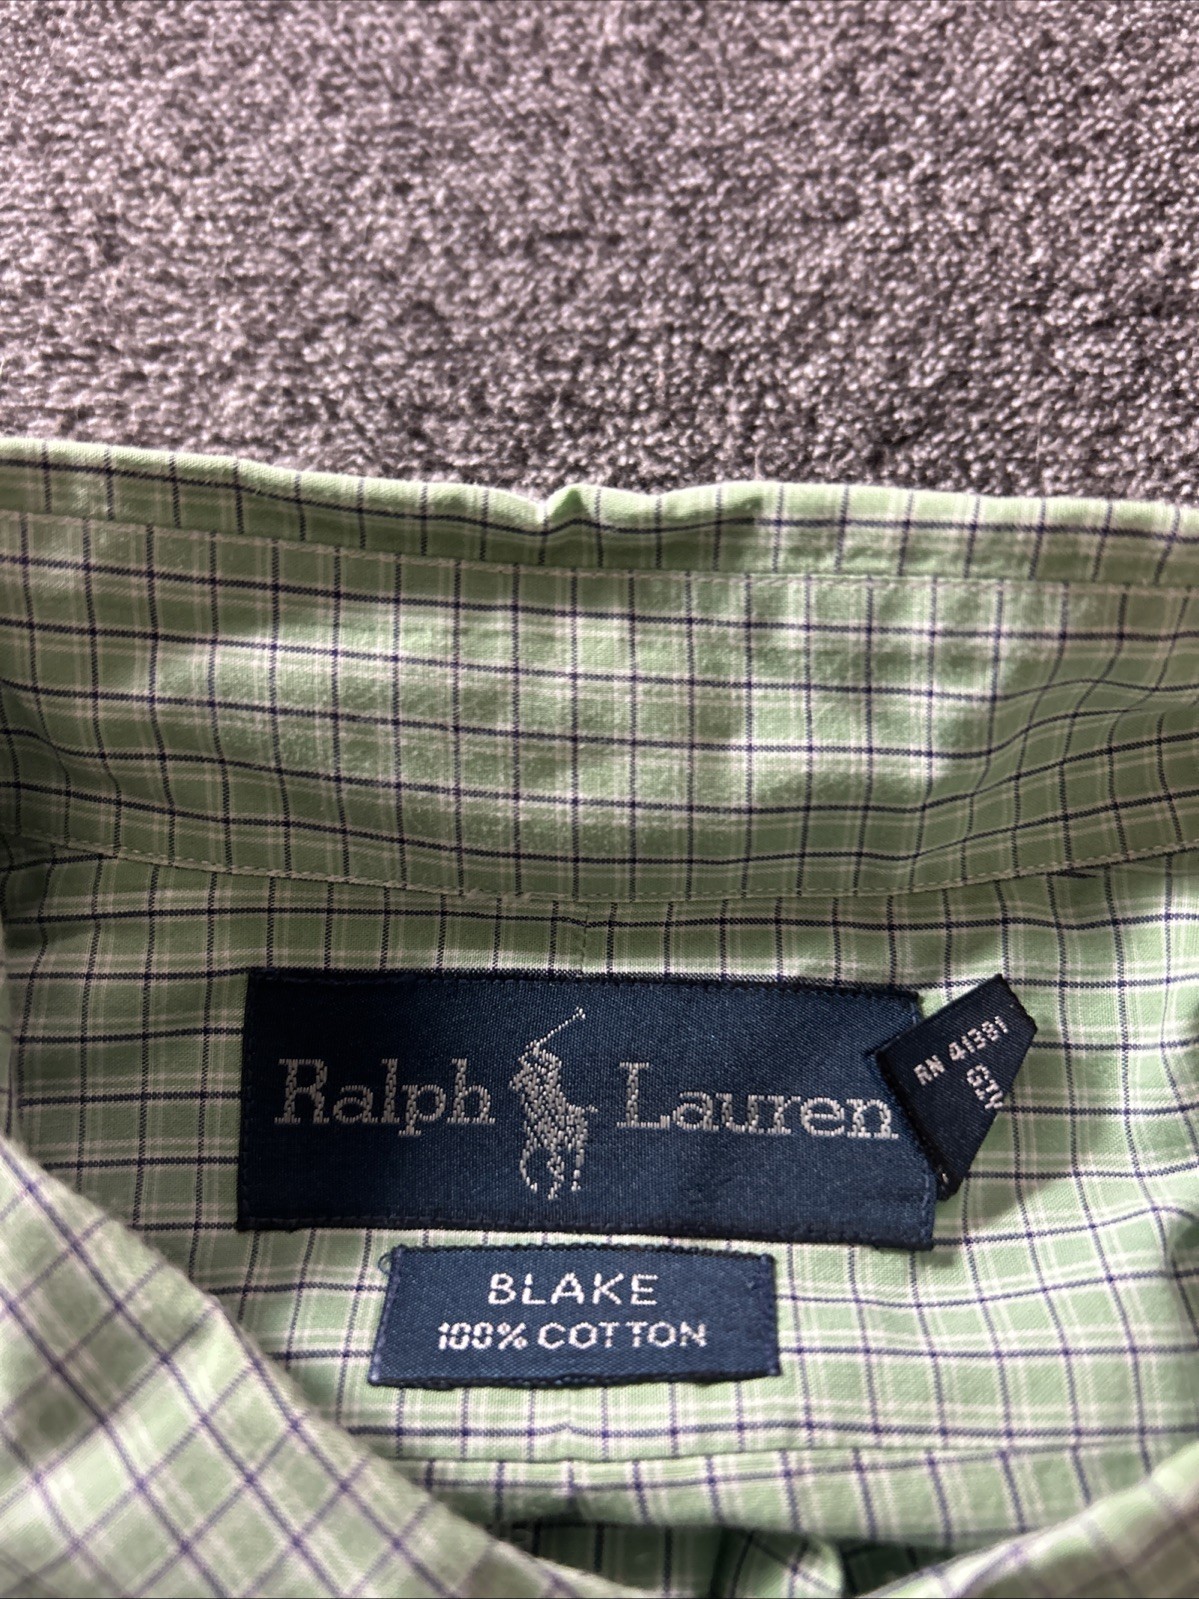 Ralph Lauren
RN 41381
BLAKE
100% COTTON